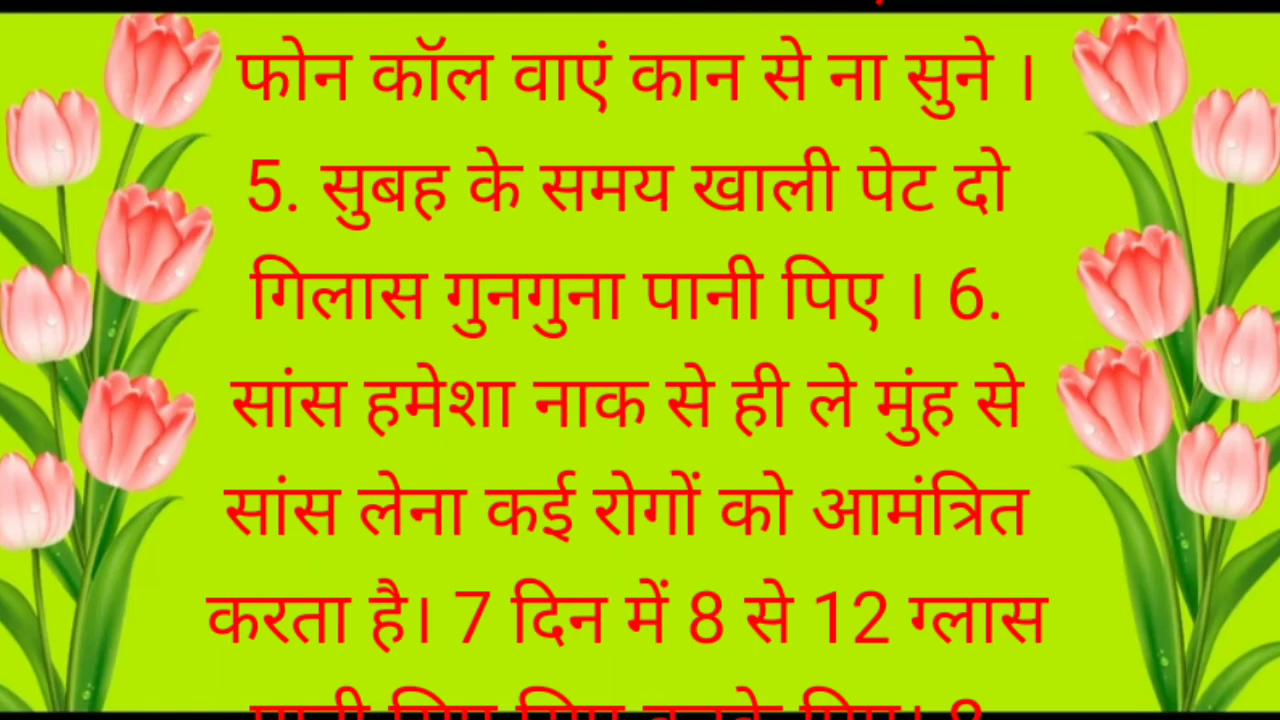 फोन कॉल वाएं कान से ना सुने ।
5. सुबह के समय खाली पेट दो
गिलास गुनगुना पानी पिए । 6.
सांस हमेशा नाक से ही ले मुंह से
सांस लेना कई रोगों को आमंत्रित
करता है। 7 दिन में 8 से 12 ग्लास